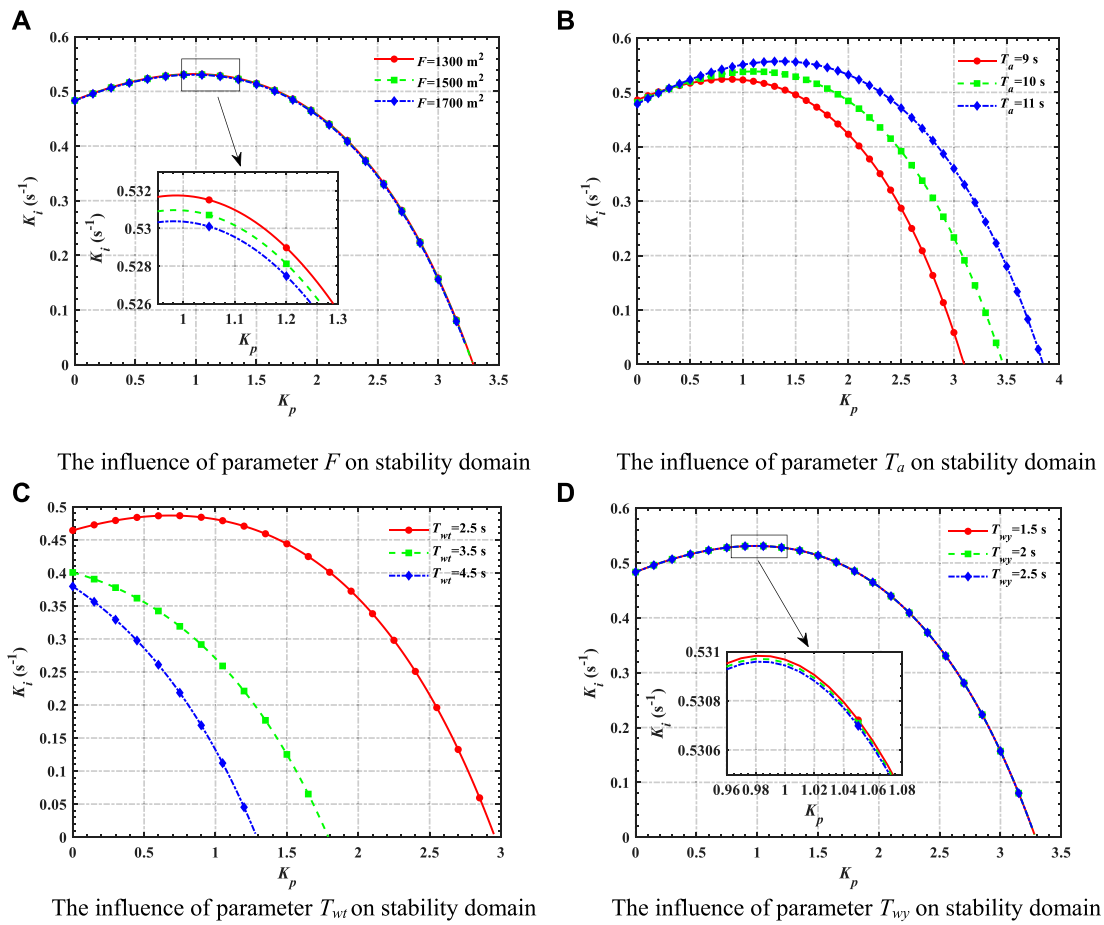 A
0.6
0.5
0.4
0.3
0.2
0.1
0
K_i (s^-1)
F=1300 m²
F=1500 m²
F=1700 m²
0.532
0.53
0.528
0.526
K_i (s^-1)
1 1.1 1.2 1.3
K_p
0 0.5 1 1.5 2 2.5 3 3.5
K_p
The influence of parameter F on stability domain
B
0.6
0.5
0.4
0.3
0.2
0.1
0
K_i (s^-1)
T_a=9 s
T_a=10 s
T_a=11 s
0 0.5 1 1.5 2 2.5 3 3.5 4
K_p
The influence of parameter T_a on stability domain
C
0.5
0.45
0.4
0.35
0.3
0.25
0.2
0.15
0.1
0.05
0
K_i (s^-1)
T_wt=2.5 s
T_wt=3.5 s
T_wt=4.5 s
0 0.5 1 1.5 2 2.5 3
K_p
The influence of parameter T_wt on stability domain
D
0.6
0.5
0.4
0.3
0.2
0.1
0
K_i (s^-1)
T_wy=1.5 s
T_wy=2 s
T_wy=2.5 s
0.531
0.5308
0.5306
K_i (s^-1)
0.96 0.98 1 1.02 1.04 1.06 1.08
K_p
0 0.5 1 1.5 2 2.5 3 3.5
K_p
The influence of parameter T_wy on stability domain